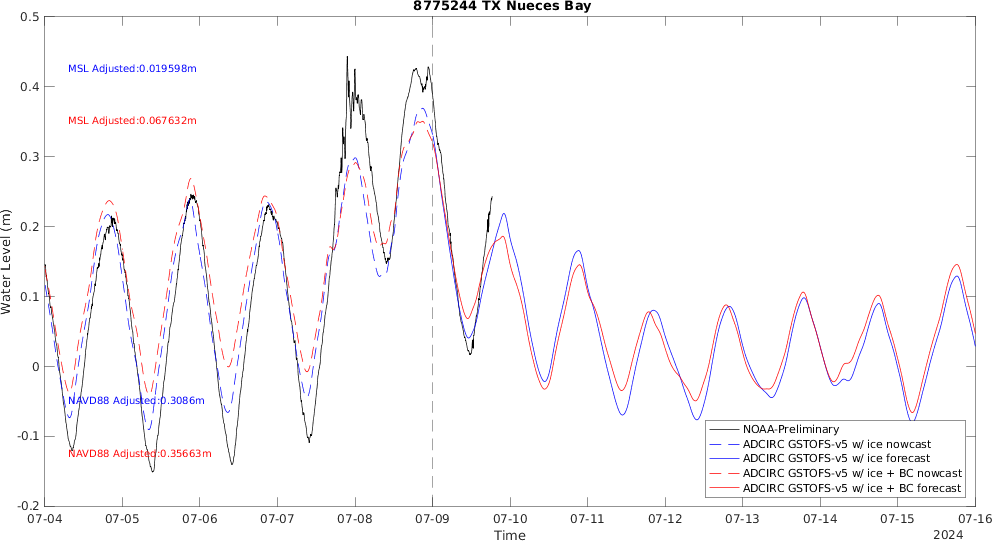 8775244 TX Nueces Bay
Water Level (m)
0.5
0.4
0.3
0.2
0.1
0
-0.1
-0.2
MSL Adjusted:0.019598m
MSL Adjusted:0.067632m
NAVD88 Adjusted:0.3086m
NAVD88 Adjusted:0.35663m
NOAA-Preliminary
ADCIRC GSTOFS-v5 w/ ice nowcast
ADCIRC GSTOFS-v5 w/ ice forecast
ADCIRC GSTOFS-v5 w/ ice + BC nowcast
ADCIRC GSTOFS-v5 w/ ice + BC forecast
07-04 07-05 07-06 07-07 07-08 07-09 07-10 07-11 07-12 07-13 07-14 07-15 07-16
Time
2024